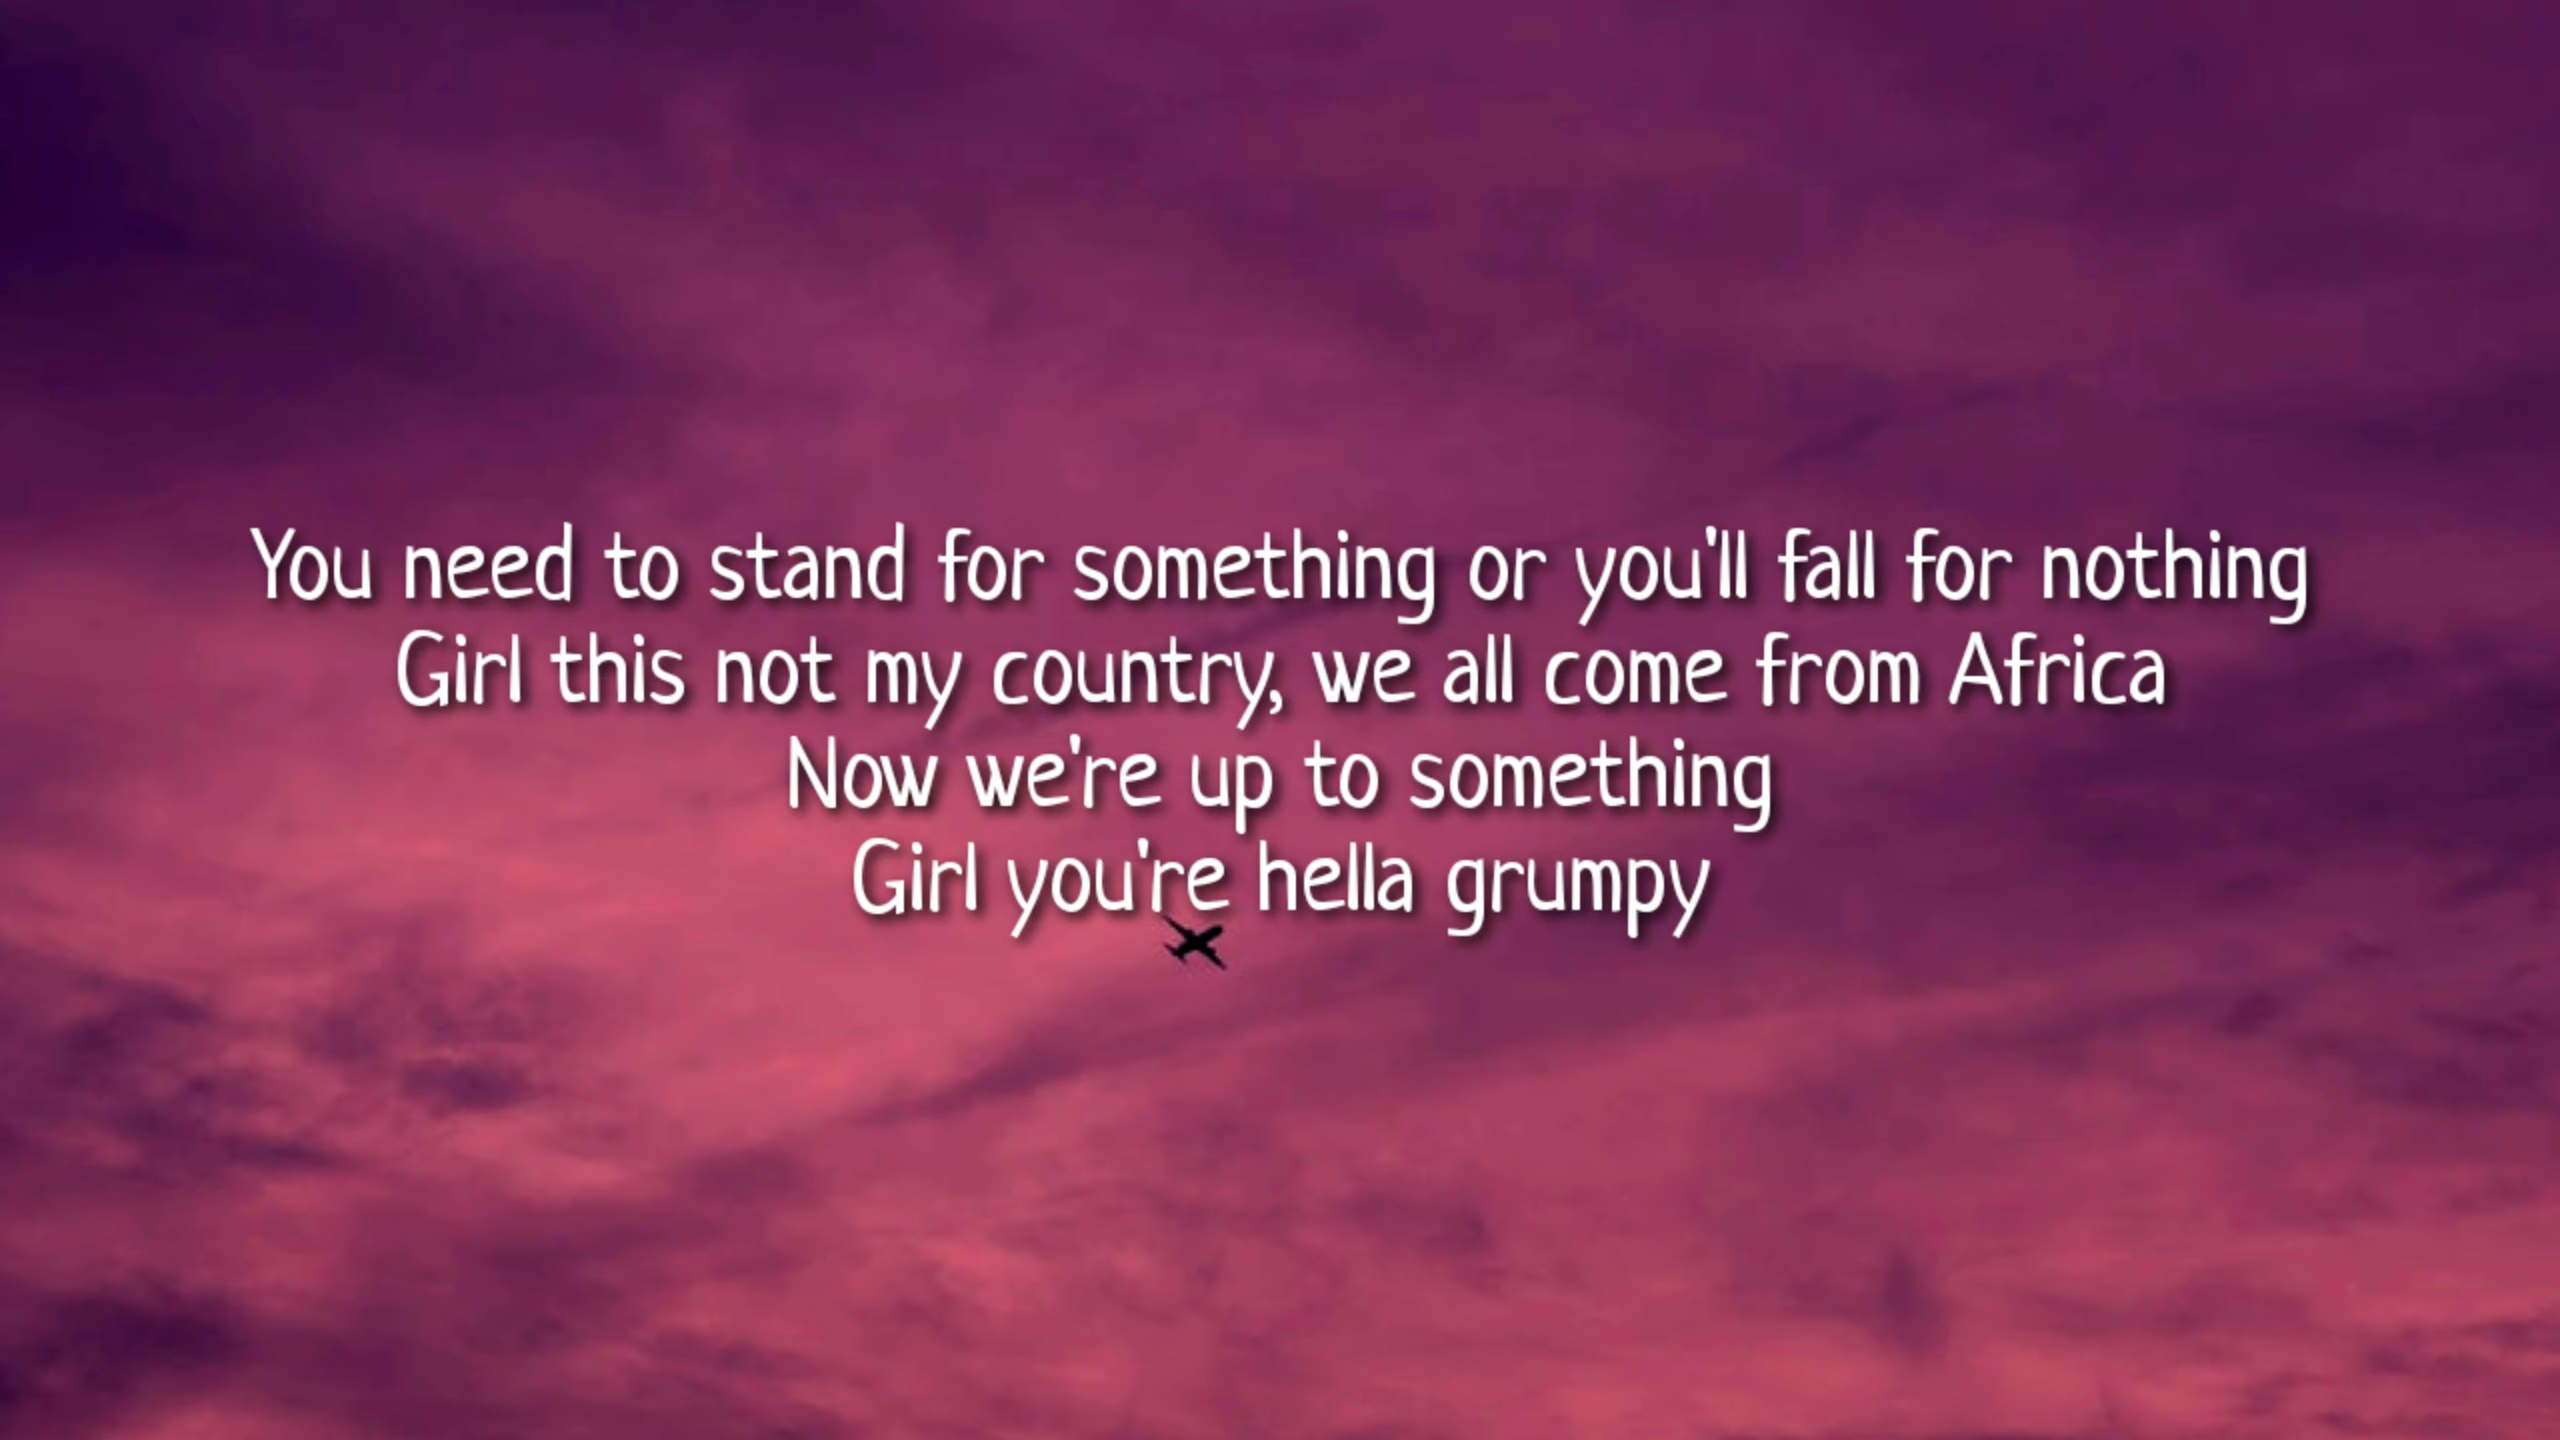 You need to stand for something or you'll fall for nothing
Girl this not my country, we all come from Africa
Now we're up to something
Girl you're hella grumpy